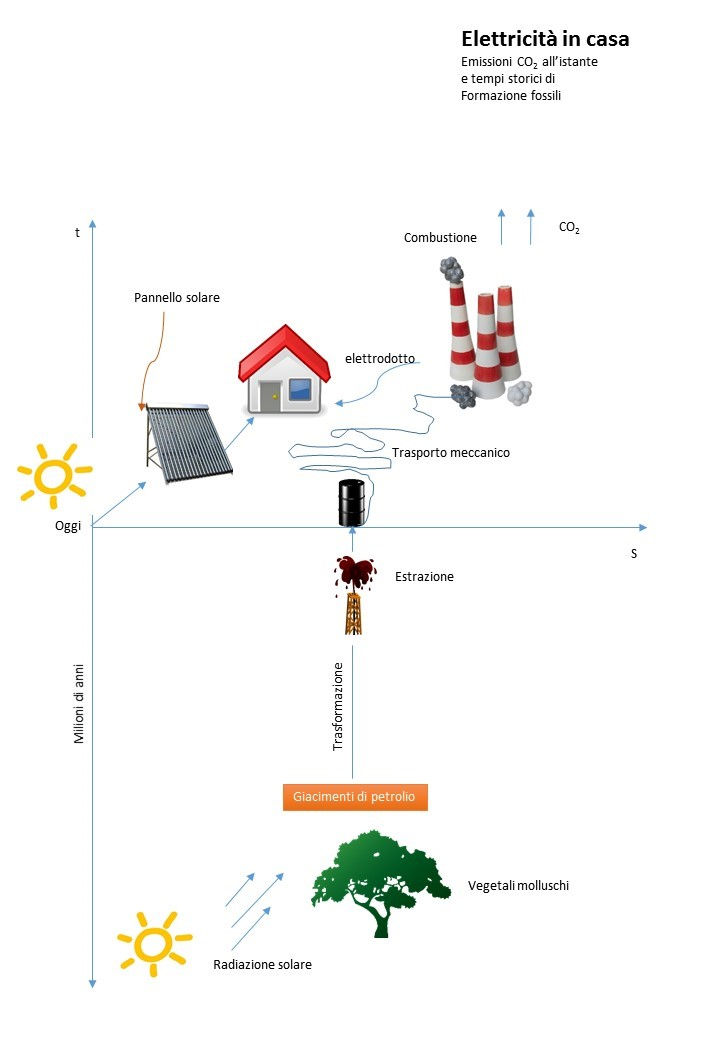 Elettricità in casa
Emissioni CO₂ all’istante
e tempi storici di
Formazione fossili
t
CO₂
Combustione
Pannello solare
elettrodotto
Trasporto meccanico
Oggi
S
Estrazione
Milioni di anni
Trasformazione
Giacimenti di petrolio
Vegetali molluschi
Radiazione solare